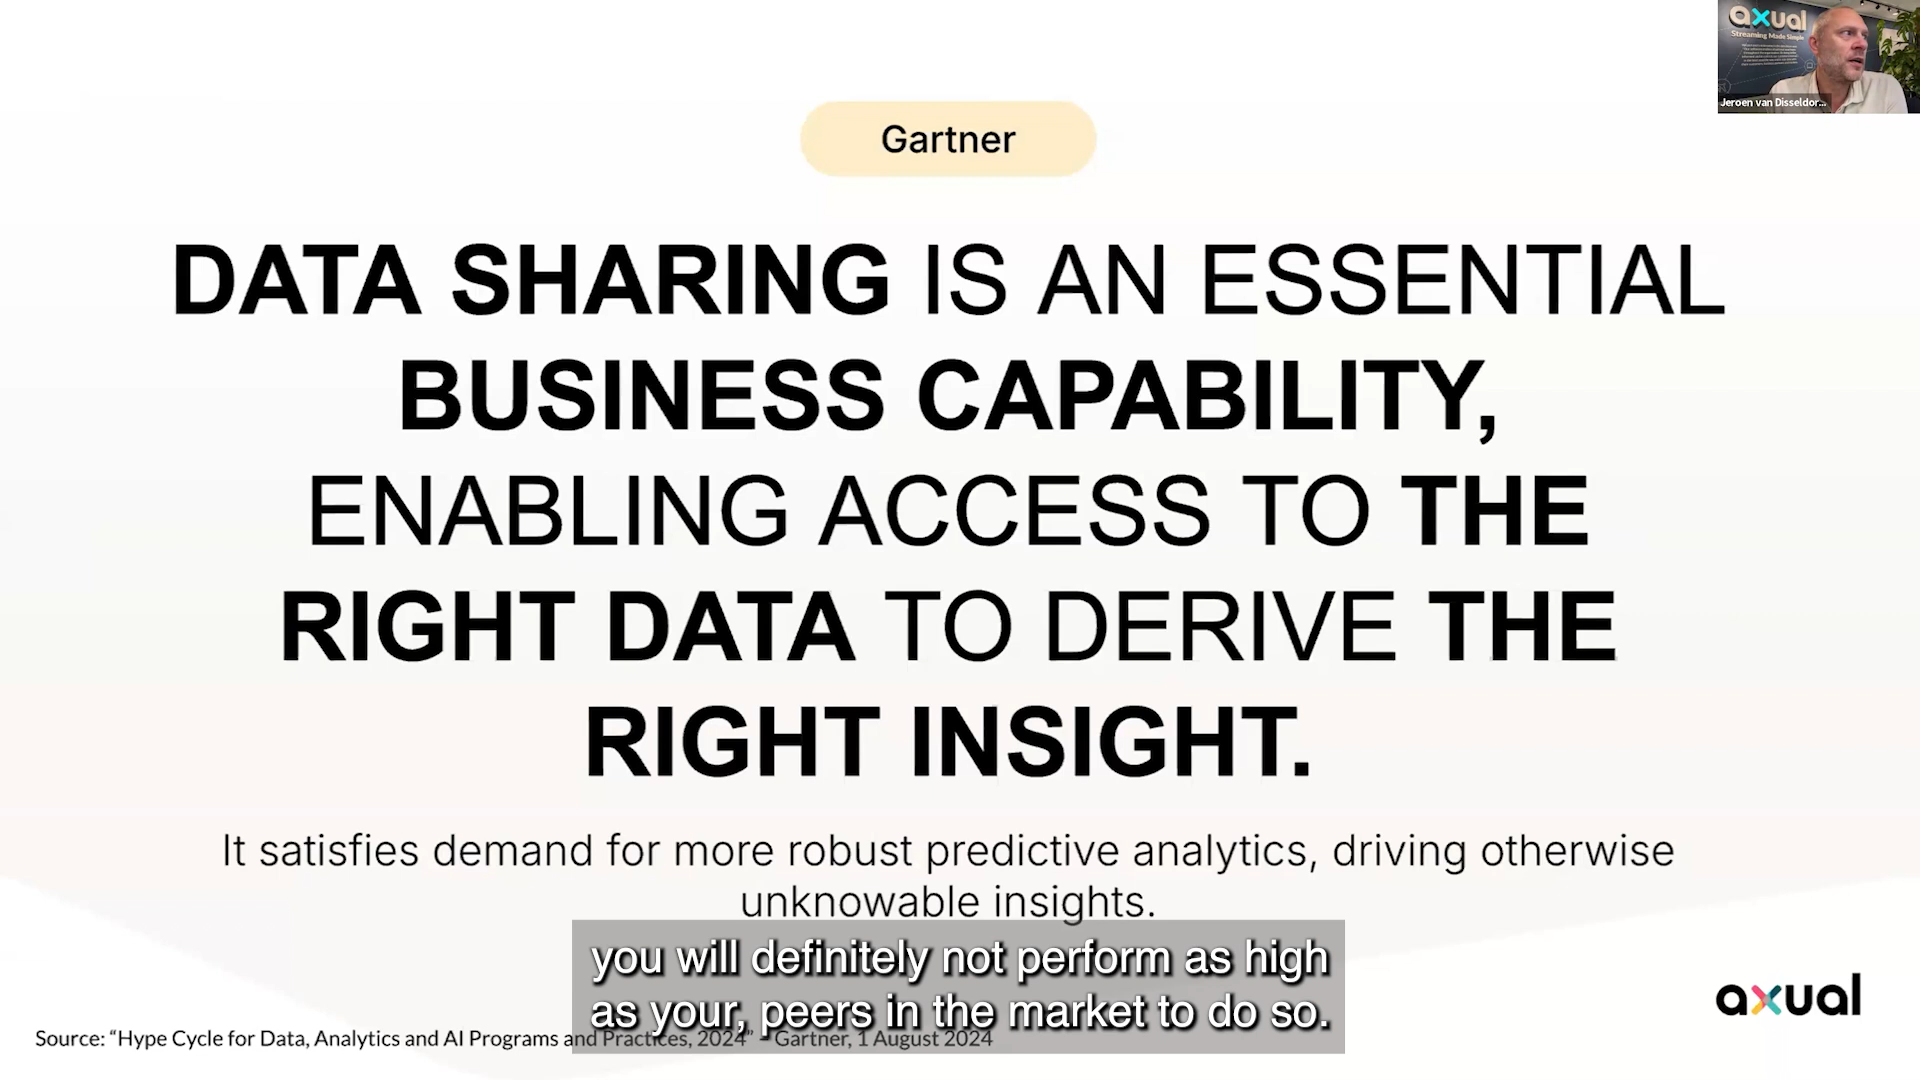 axual
Streaming Made Simple
Jeroen van Disseldor...
Gartner
DATA SHARING IS AN ESSENTIAL
BUSINESS CAPABILITY,
ENABLING ACCESS TO THE
RIGHT DATA TO DERIVE THE
RIGHT INSIGHT.
It satisfies demand for more robust predictive analytics, driving otherwise
unknowable insights.
you will definitely not perform as high
as your, peers in the market to do so.
axual
Source: “Hype Cycle for Data, Analytics and AI Programs and Practices, 2024” - Gartner, 1 August 2024